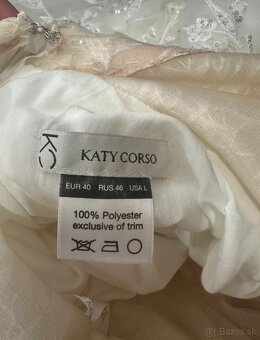 KC
KATY CORSO
EUR 40 RUS 46 USA L
100% Polyester
exclusive of trim
Bazos.sk